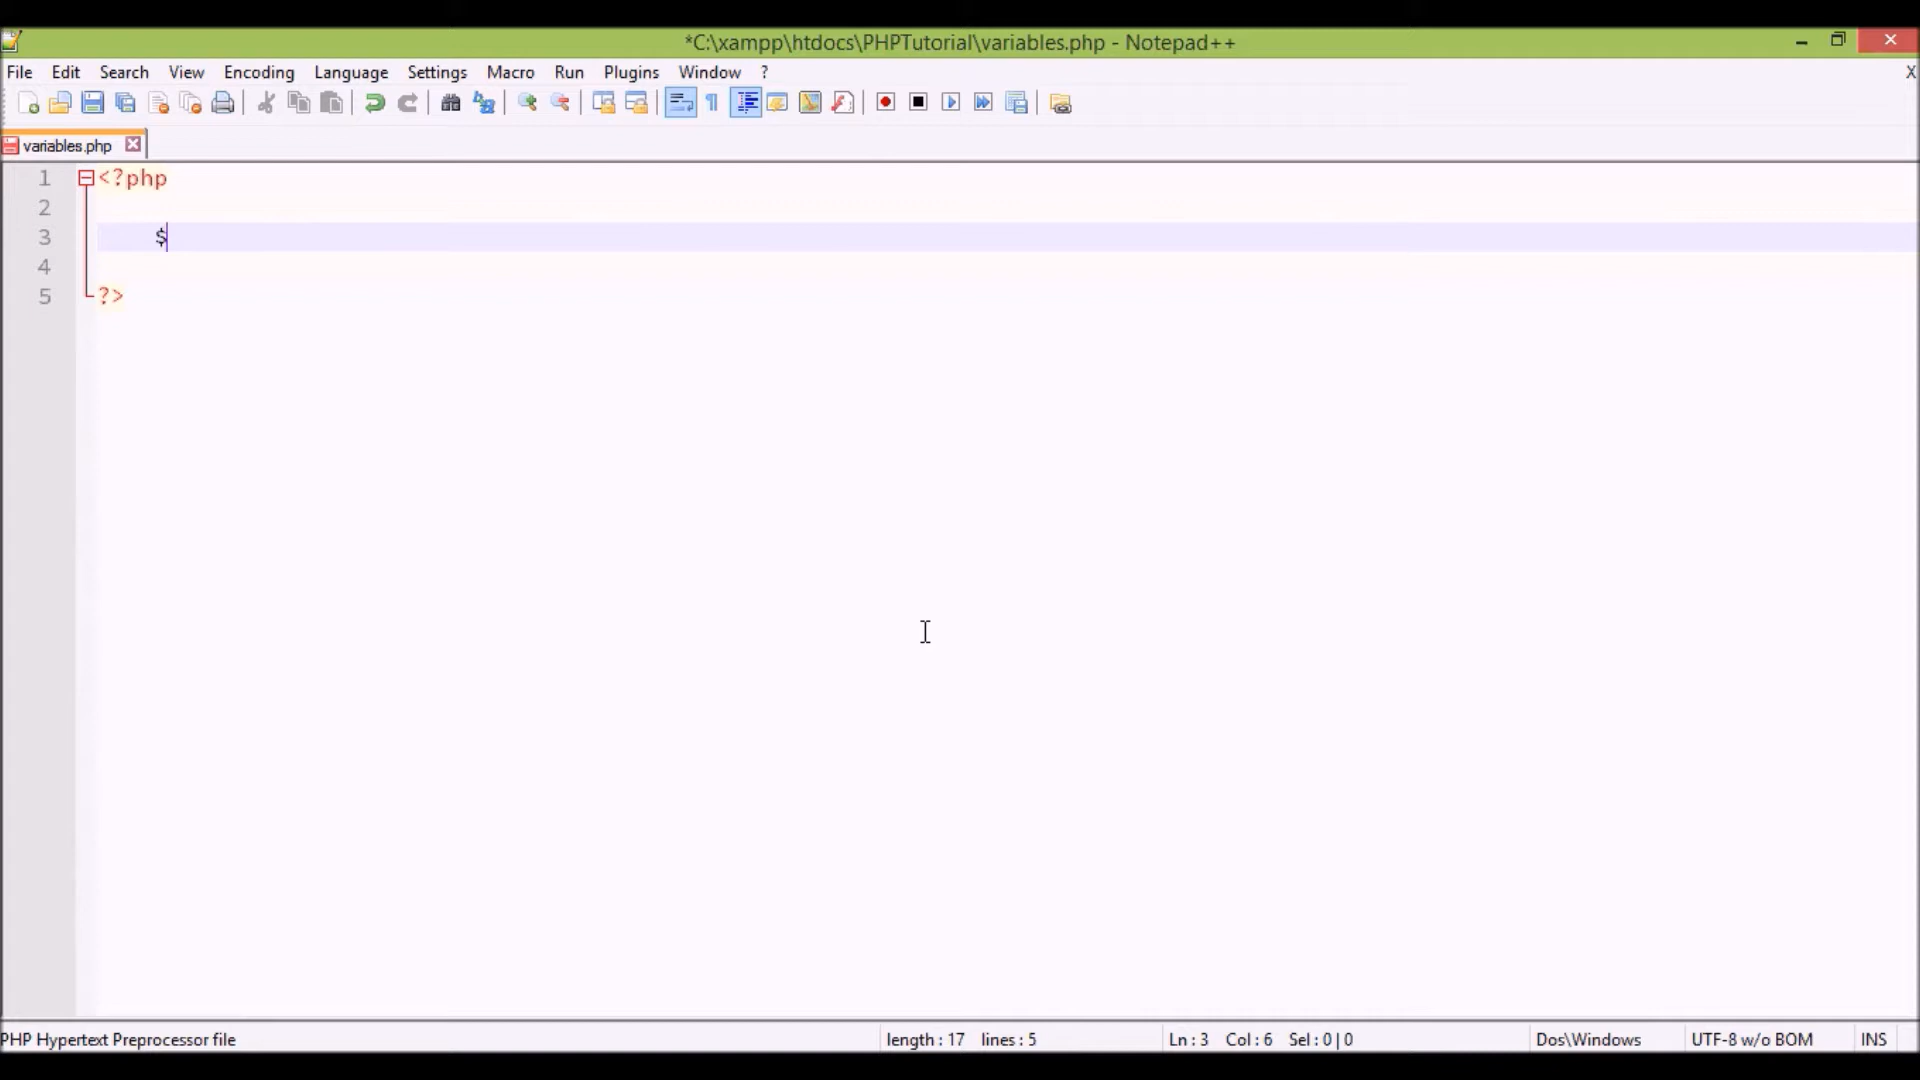 *C:\xampp\htdocs\PHPTutorial\variables.php - Notepad++
File Edit Search View Encoding Language Settings Macro Run Plugins Window ? X
variables.php
1 <?php
2
3 $
4
5 ?>
PHP Hypertext Preprocessor file length : 17 lines : 5 Ln : 3 Col : 6 Sel : 0 | 0 Dos\Windows UTF-8 w/o BOM INS